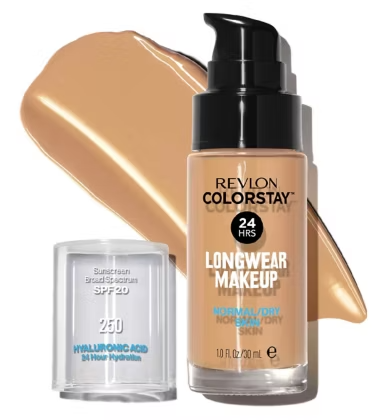 REVLON
COLORSTAY™
24
HRS
LONGWEAR
MAKEUP
NORMAL/DRY
SKIN
1.0 fl oz/30 mL e
Sunscreen
Broad Spectrum
SPF 20
250
HYALURONIC ACID
24 Hour Hydration